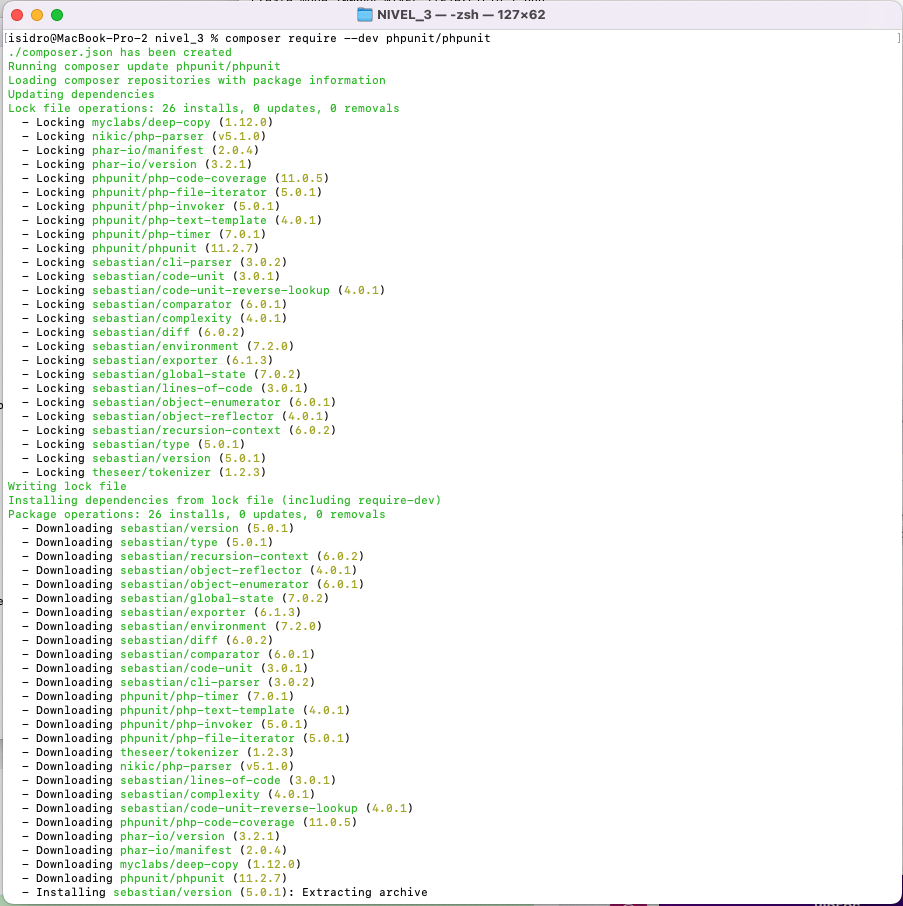 NIVEL_3 — -zsh — 127×62
[isidro@MacBook-Pro-2 nivel_3 % composer require --dev phpunit/phpunit ]
./composer.json has been created
Running composer update phpunit/phpunit
Loading composer repositories with package information
Updating dependencies
Lock file operations: 26 installs, 0 updates, 0 removals
  - Locking myclabs/deep-copy (1.12.0)
  - Locking nikic/php-parser (v5.1.0)
  - Locking phar-io/manifest (2.0.4)
  - Locking phar-io/version (3.2.1)
  - Locking phpunit/php-code-coverage (11.0.5)
  - Locking phpunit/php-file-iterator (5.0.1)
  - Locking phpunit/php-invoker (5.0.1)
  - Locking phpunit/php-text-template (4.0.1)
  - Locking phpunit/php-timer (7.0.1)
  - Locking phpunit/phpunit (11.2.7)
  - Locking sebastian/cli-parser (3.0.2)
  - Locking sebastian/code-unit (3.0.1)
  - Locking sebastian/code-unit-reverse-lookup (4.0.1)
  - Locking sebastian/comparator (6.0.1)
  - Locking sebastian/complexity (4.0.1)
  - Locking sebastian/diff (6.0.2)
  - Locking sebastian/environment (7.2.0)
  - Locking sebastian/exporter (6.1.3)
  - Locking sebastian/global-state (7.0.2)
  - Locking sebastian/lines-of-code (3.0.1)
  - Locking sebastian/object-enumerator (6.0.1)
  - Locking sebastian/object-reflector (4.0.1)
  - Locking sebastian/recursion-context (6.0.2)
  - Locking sebastian/type (5.0.1)
  - Locking sebastian/version (5.0.1)
  - Locking theseer/tokenizer (1.2.3)
Writing lock file
Installing dependencies from lock file (including require-dev)
Package operations: 26 installs, 0 updates, 0 removals
  - Downloading sebastian/version (5.0.1)
  - Downloading sebastian/type (5.0.1)
  - Downloading sebastian/recursion-context (6.0.2)
  - Downloading sebastian/object-reflector (4.0.1)
  - Downloading sebastian/object-enumerator (6.0.1)
  - Downloading sebastian/global-state (7.0.2)
  - Downloading sebastian/exporter (6.1.3)
  - Downloading sebastian/environment (7.2.0)
  - Downloading sebastian/diff (6.0.2)
  - Downloading sebastian/comparator (6.0.1)
  - Downloading sebastian/code-unit (3.0.1)
  - Downloading sebastian/cli-parser (3.0.2)
  - Downloading phpunit/php-timer (7.0.1)
  - Downloading phpunit/php-text-template (4.0.1)
  - Downloading phpunit/php-invoker (5.0.1)
  - Downloading phpunit/php-file-iterator (5.0.1)
  - Downloading theseer/tokenizer (1.2.3)
  - Downloading nikic/php-parser (v5.1.0)
  - Downloading sebastian/lines-of-code (3.0.1)
  - Downloading sebastian/complexity (4.0.1)
  - Downloading sebastian/code-unit-reverse-lookup (4.0.1)
  - Downloading phpunit/php-code-coverage (11.0.5)
  - Downloading phar-io/version (3.2.1)
  - Downloading phar-io/manifest (2.0.4)
  - Downloading myclabs/deep-copy (1.12.0)
  - Downloading phpunit/phpunit (11.2.7)
  - Installing sebastian/version (5.0.1): Extracting archive